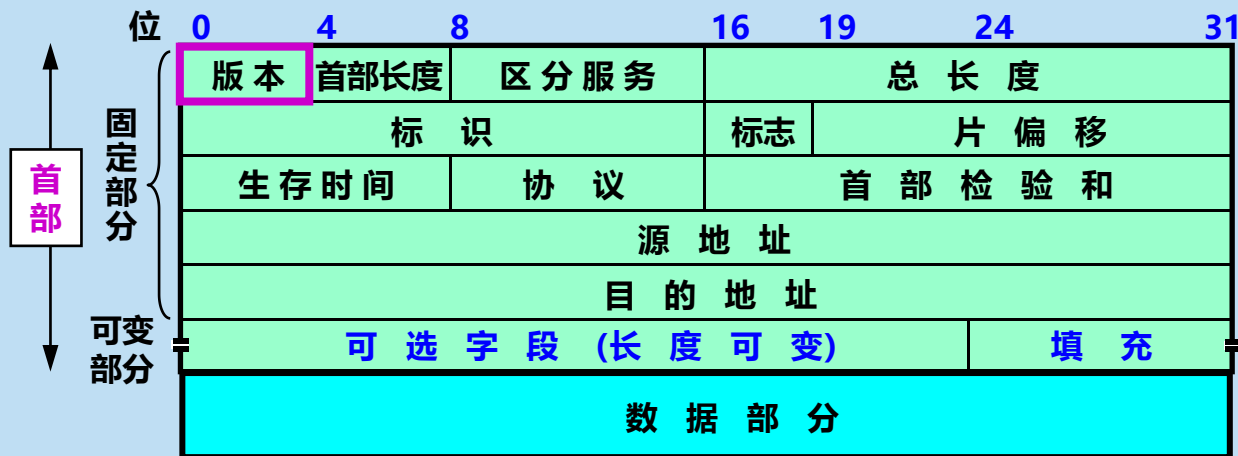 位 0 4 8 16 19 24 31
版本 首部长度 区分服务 总长度
标识 标志 片偏移
生存时间 协议 首部检验和
源地址
目的地址
可选字段 (长度可变) 填充
数据部分
首部
固定部分
可变部分